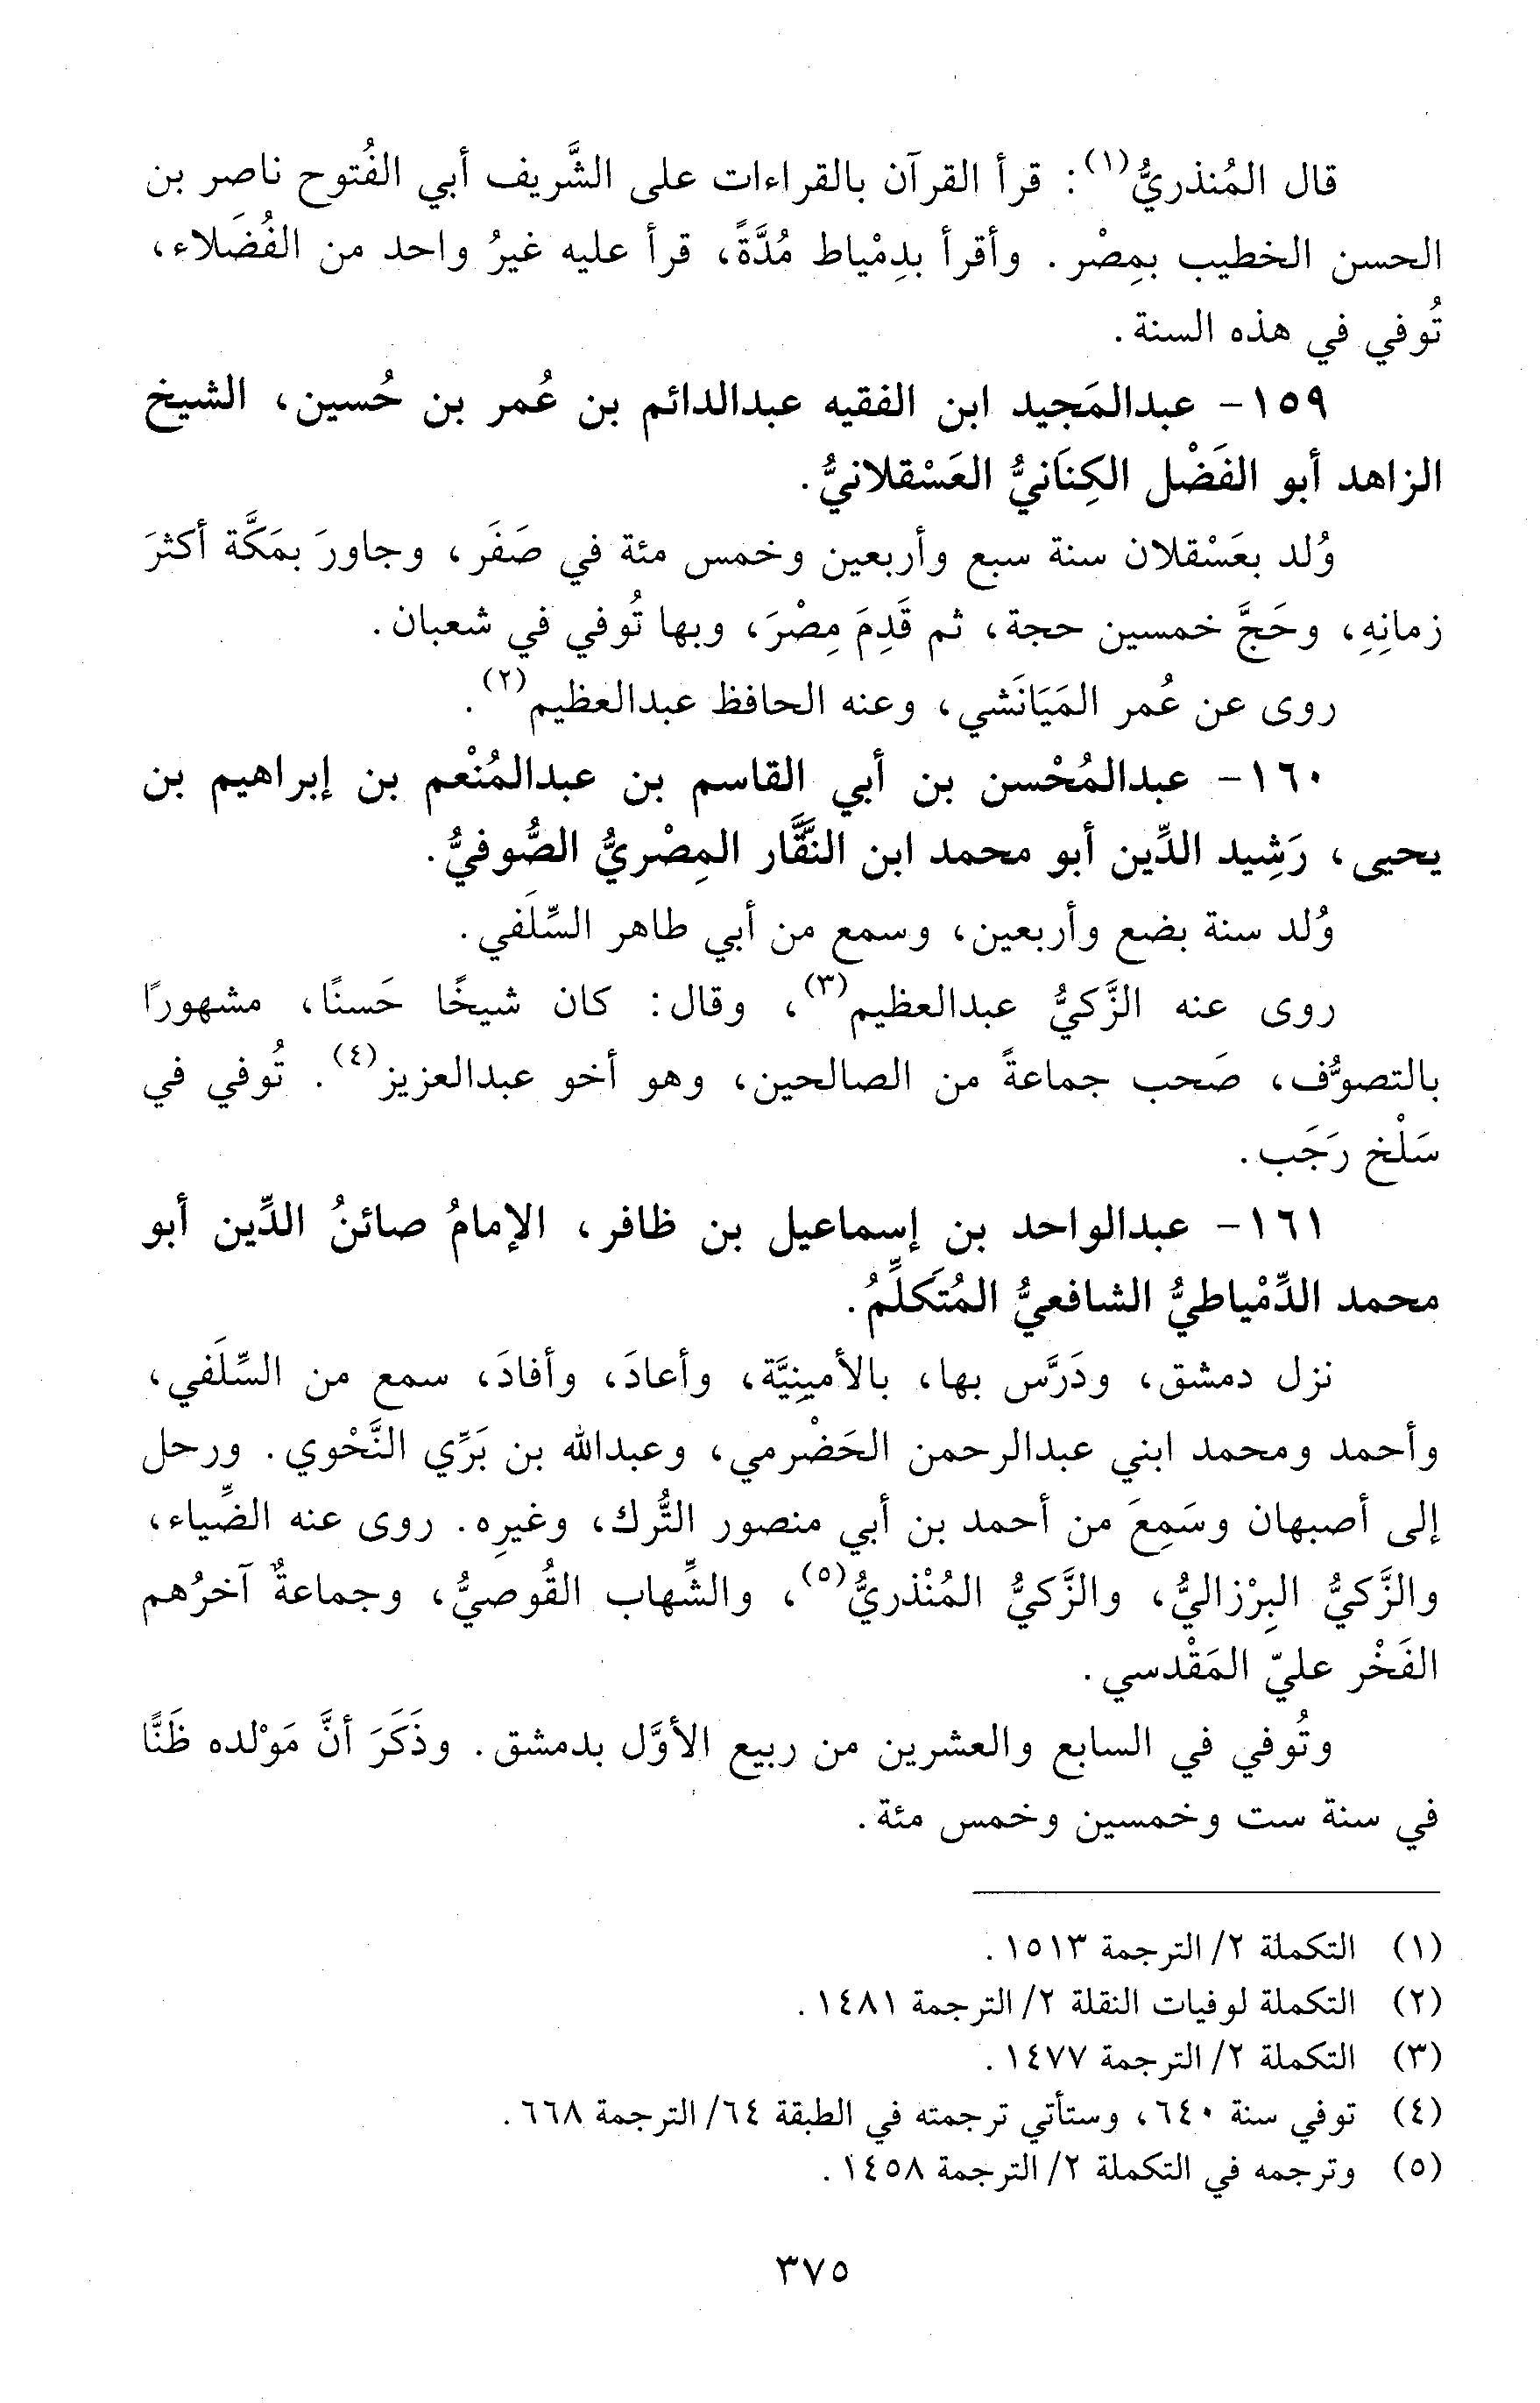 قال المُنذريُّ(١): قرأ القرآن بالقراءات على الشَّريف أبي الفُتوح ناصر بن
الحسن الخطيب بمِصْر. وأقرأ بدِمْياط مُدَّةً، قرأ عليه غيرُ واحد من الفُضَلاء،
تُوفي في هذه السنة.
١٥٩- عبدالمَجيد ابن الفقيه عبدالدائم بن عُمر بن حُسين، الشيخ
الزاهد أبو الفَضْل الكِنَانيُّ العَسْقلانيُّ.
وُلد بعَسْقلان سنة سبع وأربعين وخمس مئة في صَفَر، وجاورَ بمَكَّة أكثرَ
زمانِهِ، وحَجَّ خمسين حجة، ثم قَدِمَ مِصْرَ، وبها تُوفي في شعبان.
روى عن عُمر المَيَانَشي، وعنه الحافظ عبدالعظيم(٢).
١٦٠- عبدالمُحْسن بن أبي القاسم بن عبدالمُنْعم بن إبراهيم بن
يحيى، رَشِيد الدِّين أبو محمد ابن النَّقَّار المِصْريُّ الصُّوفيُّ.
وُلد سنة بضع وأربعين، وسمع من أبي طاهر السِّلَفي.
روى عنه الزَّكيُّ عبدالعظيم(٣)، وقال: كان شيخًا حَسنًا، مشهورًا
بالتصوُّف، صَحب جماعةً من الصالحين، وهو أخو عبدالعزيز(٤). تُوفي في
سَلْخ رَجَب.
١٦١- عبدالواحد بن إسماعيل بن ظافر، الإمامُ صائنُ الدِّين أبو
محمد الدِّمْياطيُّ الشافعيُّ المُتَكلِّمُ.
نزل دمشق، ودَرَّس بها، بالأمينِيَّة، وأعادَ، وأفادَ، سمع من السِّلَفي،
وأحمد ومحمد ابني عبدالرحمن الحَضْرمي، وعبدالله بن بَرِّي النَّحْوي. ورحل
إلى أصبهان وسَمِعَ من أحمد بن أبي منصور التُّرك، وغيرِه. روى عنه الضِّياء،
والزَّكيُّ البِرْزاليُّ، والزَّكيُّ المُنْذريُّ(٥)، والشِّهاب القُوصيُّ، وجماعةٌ آخرُهم
الفَخْر عليّ المَقْدسي.
وتُوفي في السابع والعشرين من ربيع الأوَّل بدمشق. وذَكَرَ أنَّ مَوْلده ظَنًّا
في سنة ست وخمسين وخمس مئة.
(١) التكملة ٢/ الترجمة ١٥١٣.
(٢) التكملة لوفيات النقلة ٢/ الترجمة ١٤٨١.
(٣) التكملة ٢/ الترجمة ١٤٧٧.
(٤) توفي سنة ٦٤٠، وستأتي ترجمته في الطبقة ٦٤/ الترجمة ٦٦٨.
(٥) وترجمه في التكملة ٢/ الترجمة ١٤٥٨.
٣٧٥